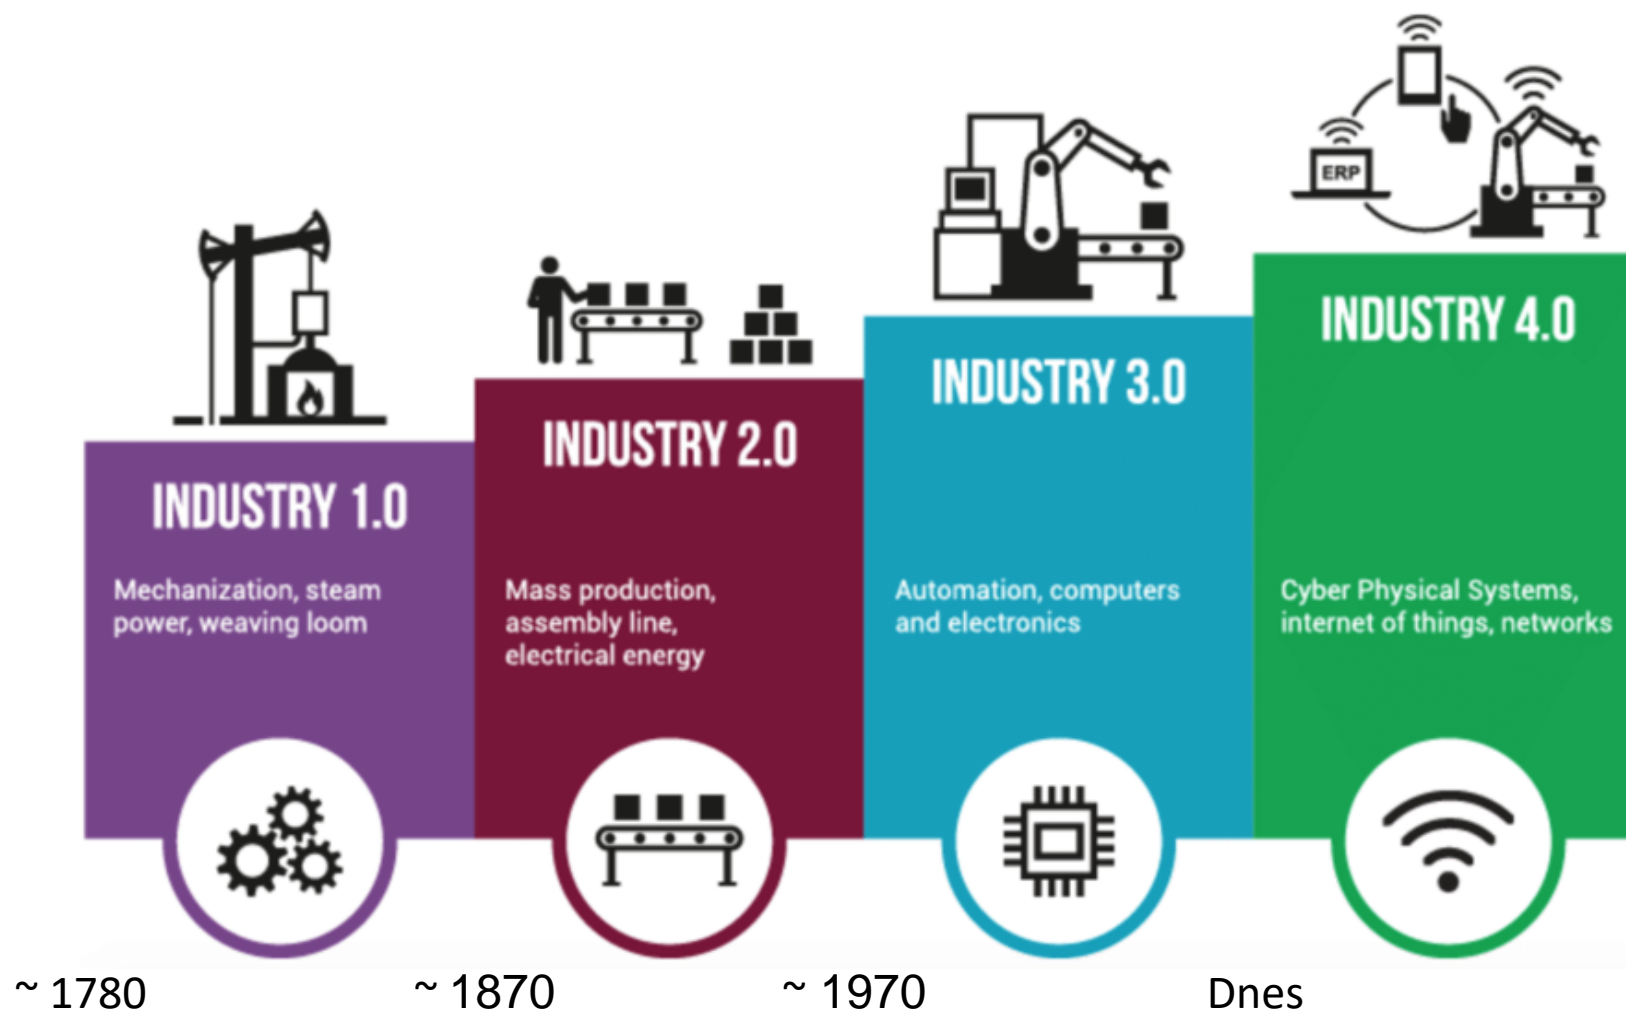 ERP
INDUSTRY 1.0
Mechanization, steam
power, weaving loom
INDUSTRY 2.0
Mass production,
assembly line,
electrical energy
INDUSTRY 3.0
Automation, computers
and electronics
INDUSTRY 4.0
Cyber Physical Systems,
internet of things, networks
~ 1780
~ 1870
~ 1970
Dnes